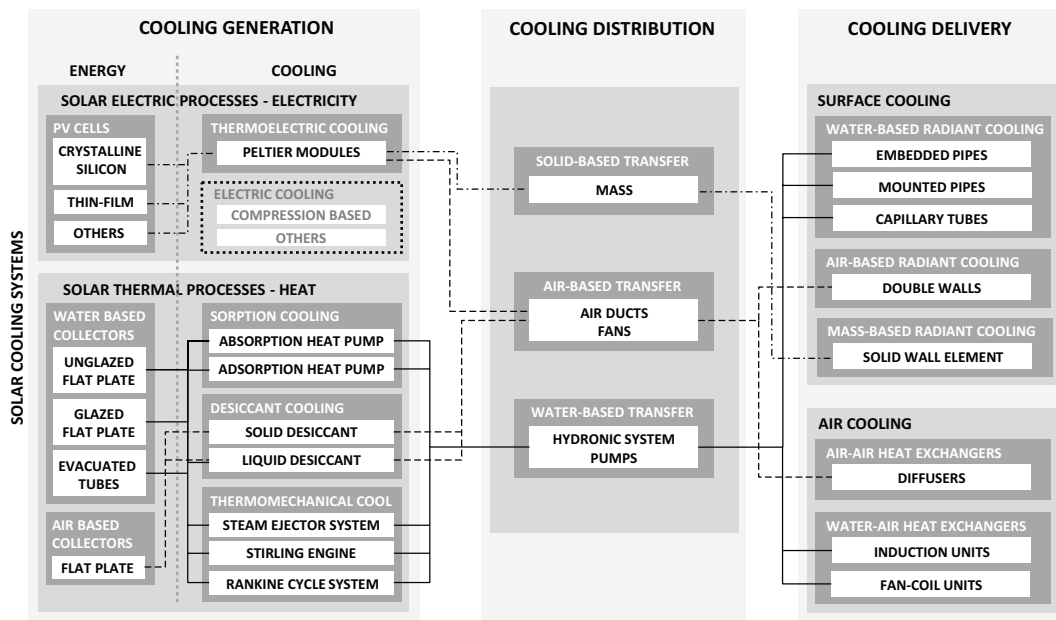 SOLAR COOLING SYSTEMS
COOLING GENERATION
ENERGY
COOLING
SOLAR ELECTRIC PROCESSES - ELECTRICITY
PV CELLS
CRYSTALLINE
SILICON
THIN-FILM
OTHERS
THERMOELECTRIC COOLING
PELTIER MODULES
ELECTRIC COOLING
COMPRESSION BASED
OTHERS
SOLAR THERMAL PROCESSES - HEAT
WATER BASED
COLLECTORS
UNGLAZED
FLAT PLATE
GLAZED
FLAT PLATE
EVACUATED
TUBES
AIR BASED
COLLECTORS
FLAT PLATE
SORPTION COOLING
ABSORPTION HEAT PUMP
ADSORPTION HEAT PUMP
DESICCANT COOLING
SOLID DESICCANT
LIQUID DESICCANT
THERMOMECHANICAL COOL
STEAM EJECTOR SYSTEM
STIRLING ENGINE
RANKINE CYCLE SYSTEM
COOLING DISTRIBUTION
SOLID-BASED TRANSFER
MASS
AIR-BASED TRANSFER
AIR DUCTS
FANS
WATER-BASED TRANSFER
HYDRONIC SYSTEM
PUMPS
COOLING DELIVERY
SURFACE COOLING
WATER-BASED RADIANT COOLING
EMBEDDED PIPES
MOUNTED PIPES
CAPILLARY TUBES
AIR-BASED RADIANT COOLING
DOUBLE WALLS
MASS-BASED RADIANT COOLING
SOLID WALL ELEMENT
AIR COOLING
AIR-AIR HEAT EXCHANGERS
DIFFUSERS
WATER-AIR HEAT EXCHANGERS
INDUCTION UNITS
FAN-COIL UNITS